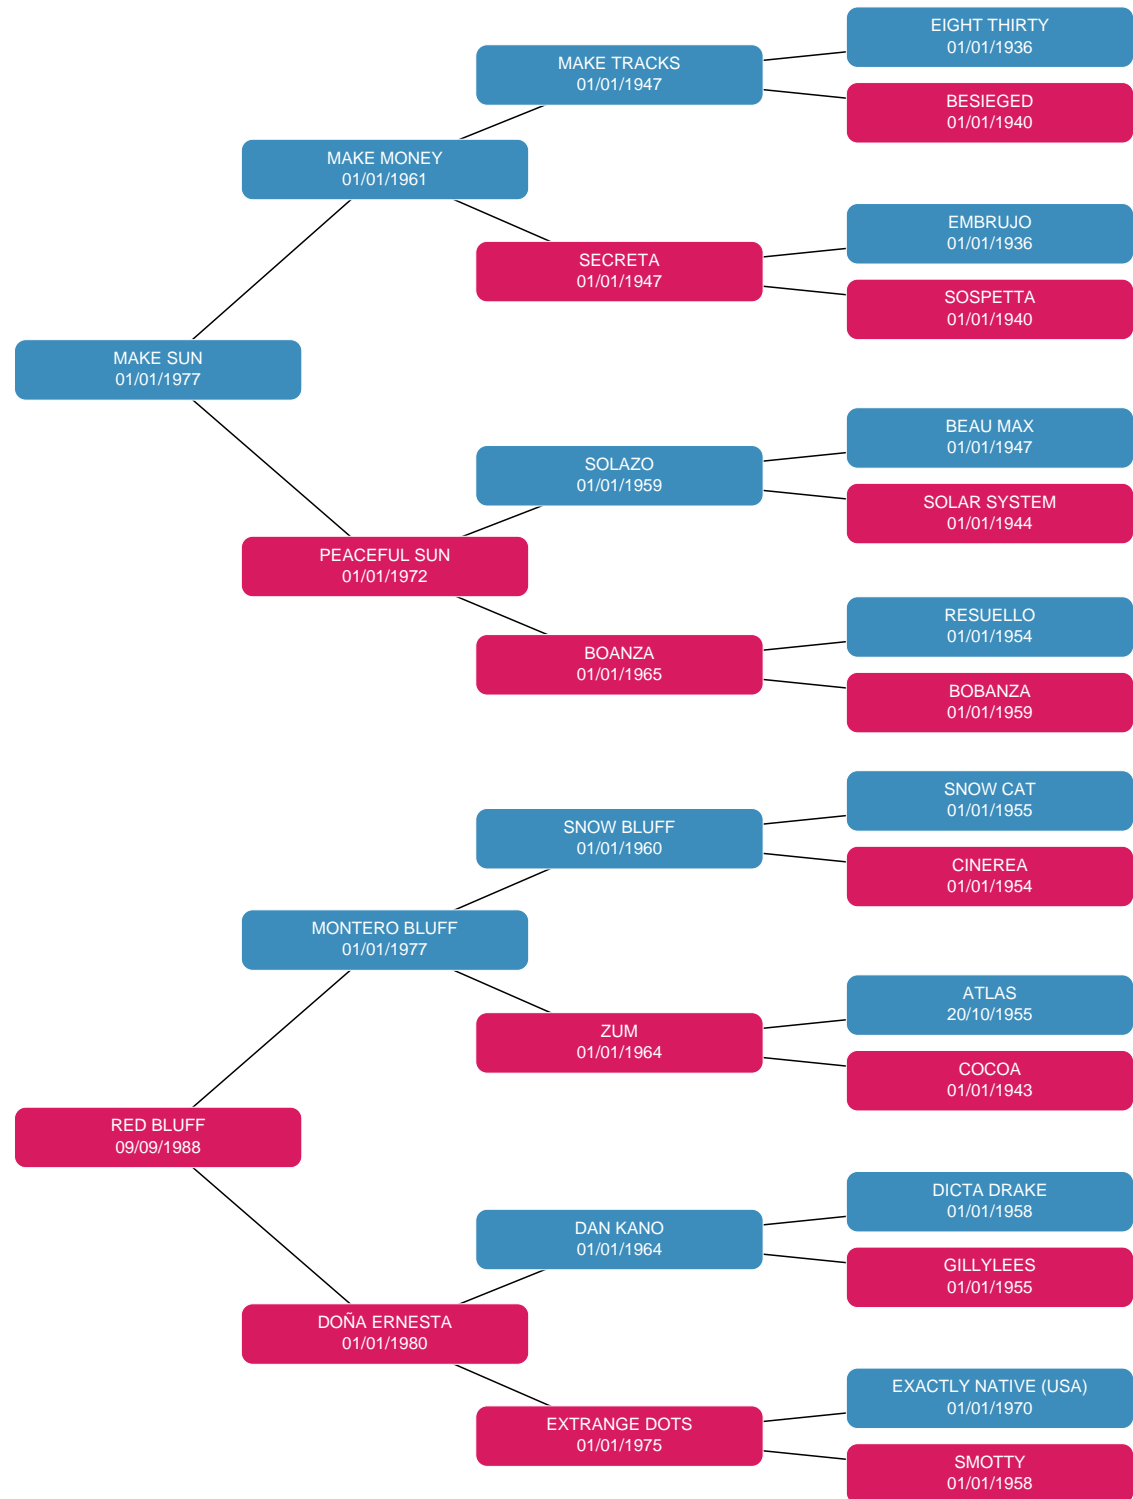 EIGHT THIRTY
01/01/1936
MAKE TRACKS
01/01/1947
BESIEGED
01/01/1940
MAKE MONEY
01/01/1961
EMBRUJO
01/01/1936
SECRETA
01/01/1947
SOSPETTA
01/01/1940
MAKE SUN
01/01/1977
BEAU MAX
01/01/1947
SOLAZO
01/01/1959
SOLAR SYSTEM
01/01/1944
PEACEFUL SUN
01/01/1972
RESUELLO
01/01/1954
BOANZA
01/01/1965
BOBANZA
01/01/1959
SNOW CAT
01/01/1955
SNOW BLUFF
01/01/1960
CINEREA
01/01/1954
MONTERO BLUFF
01/01/1977
ATLAS
20/10/1955
ZUM
01/01/1964
COCOA
01/01/1943
RED BLUFF
09/09/1988
DICTA DRAKE
01/01/1958
DAN KANO
01/01/1964
GILLYLEES
01/01/1955
DOÑA ERNESTA
01/01/1980
EXACTLY NATIVE (USA)
01/01/1970
EXTRANGE DOTS
01/01/1975
SMOTTY
01/01/1958